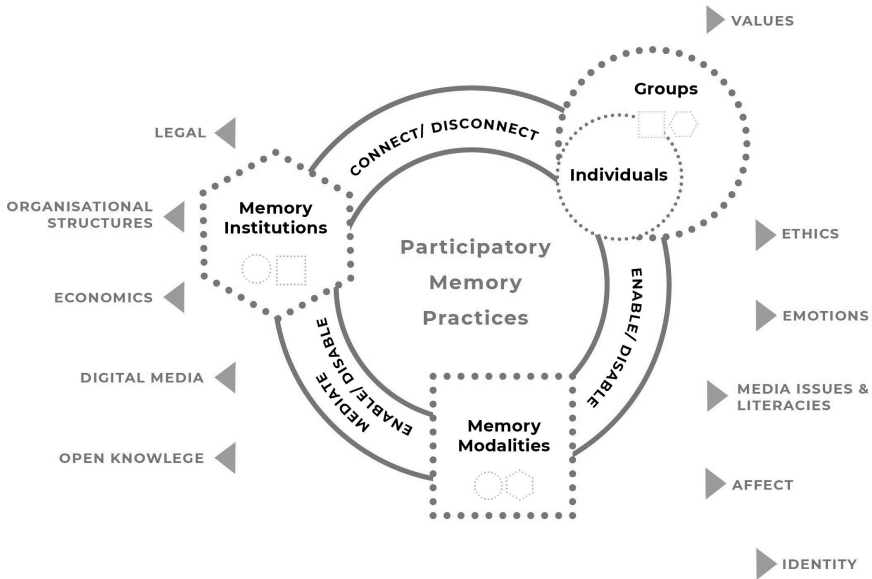 VALUES
Groups
CONNECT/ DISCONNECT
LEGAL
Individuals
ORGANISATIONAL
STRUCTURES
Memory
Institutions
ETHICS
Participatory
Memory
Practices
ECONOMICS
EMOTIONS
ENABLE/ DISABLE
MEDIATE
ENABLE/ DISABLE
DIGITAL MEDIA
MEDIA ISSUES &
LITERACIES
Memory
Modalities
OPEN KNOWLEGE
AFFECT
IDENTITY